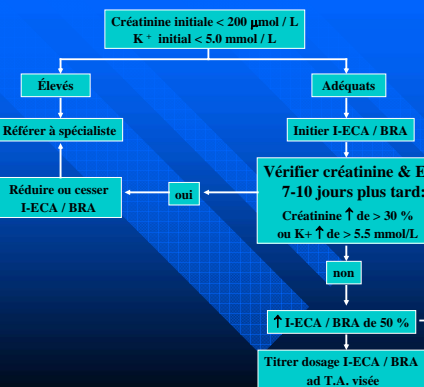 Créatinine initiale < 200 µmol / L
K + initial < 5.0 mmol / L
Élevés
Adéquats
Référer à spécialiste
Initier I-ECA / BRA
Vérifier créatinine & E
7-10 jours plus tard:
Créatinine ↑ de > 30 %
ou K+ ↑ de > 5.5 mmol/L
oui
Réduire ou cesser
I-ECA / BRA
non
↑ I-ECA / BRA de 50 %
Titrer dosage I-ECA / BRA
ad T.A. visée